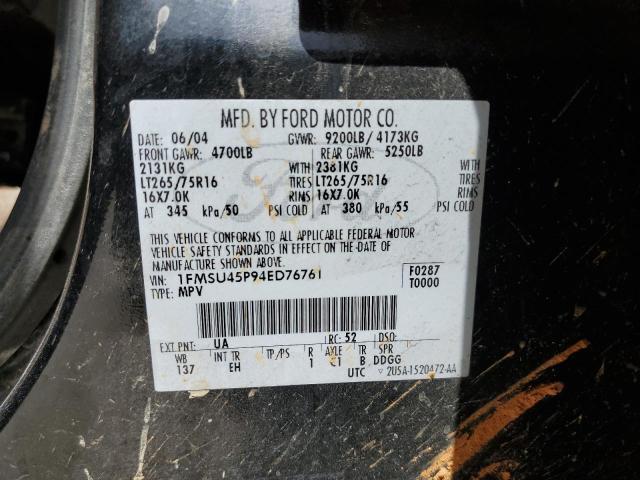 MFD. BY FORD MOTOR CO.
DATE: 06/04 GVWR: 9200LB/ 4173KG
FRONT GAWR: 4700LB REAR GAWR: 5250LB
2131KG WITH 2381KG WITH
LT265/75R16 TIRES LT265/75R16 TIRES
16X7.0K RIMS 16X7.0K RIMS
AT 345 kPa/50 PSI COLD AT 380 kPa/55 PSI COLD
THIS VEHICLE CONFORMS TO ALL APPLICABLE FEDERAL MOTOR
VEHICLE SAFETY STANDARDS IN EFFECT ON THE DATE OF
MANUFACTURE SHOWN ABOVE.
VIN: 1FMSU45P94ED76761 F0287
TYPE: MPV T0000
EXT PNT: UA RC: 52 DSO:
WB INT TR TP/PS R AXLE TR SPR
137 EH 1 C1 B DDGG
UTC ▽ 2U5A-1520472-AA
Ford